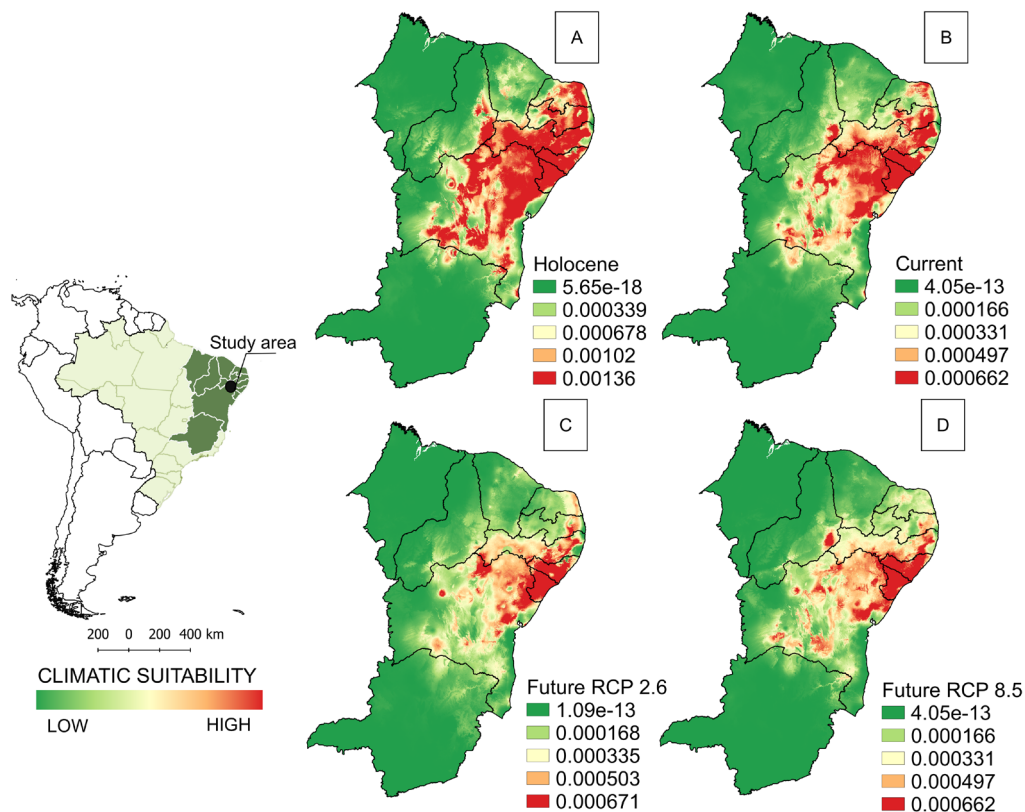 A
B
Holocene
5.65e-18
0.000339
0.000678
0.00102
0.00136
Current
4.05e-13
0.000166
0.000331
0.000497
0.000662
Study area
200 0 200 400 km
CLIMATIC SUITABILITY
LOW HIGH
C
D
Future RCP 2.6
1.09e-13
0.000168
0.000335
0.000503
0.000671
Future RCP 8.5
4.05e-13
0.000166
0.000331
0.000497
0.000662